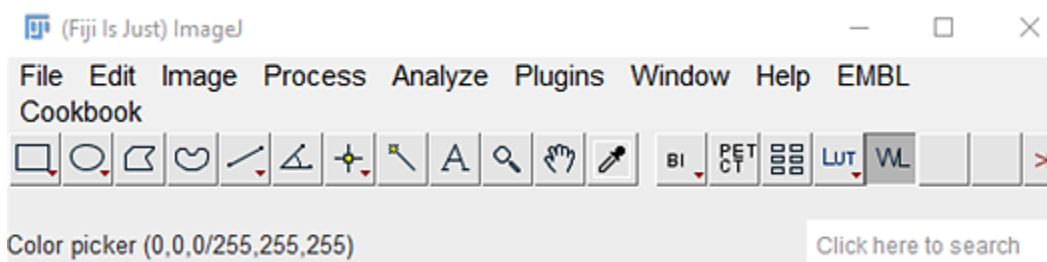 (Fiji Is Just) ImageJ
File Edit Image Process Analyze Plugins Window Help EMBL
Cookbook
A BI PET CT LUT WL >
Color picker (0,0,0/255,255,255)
Click here to search